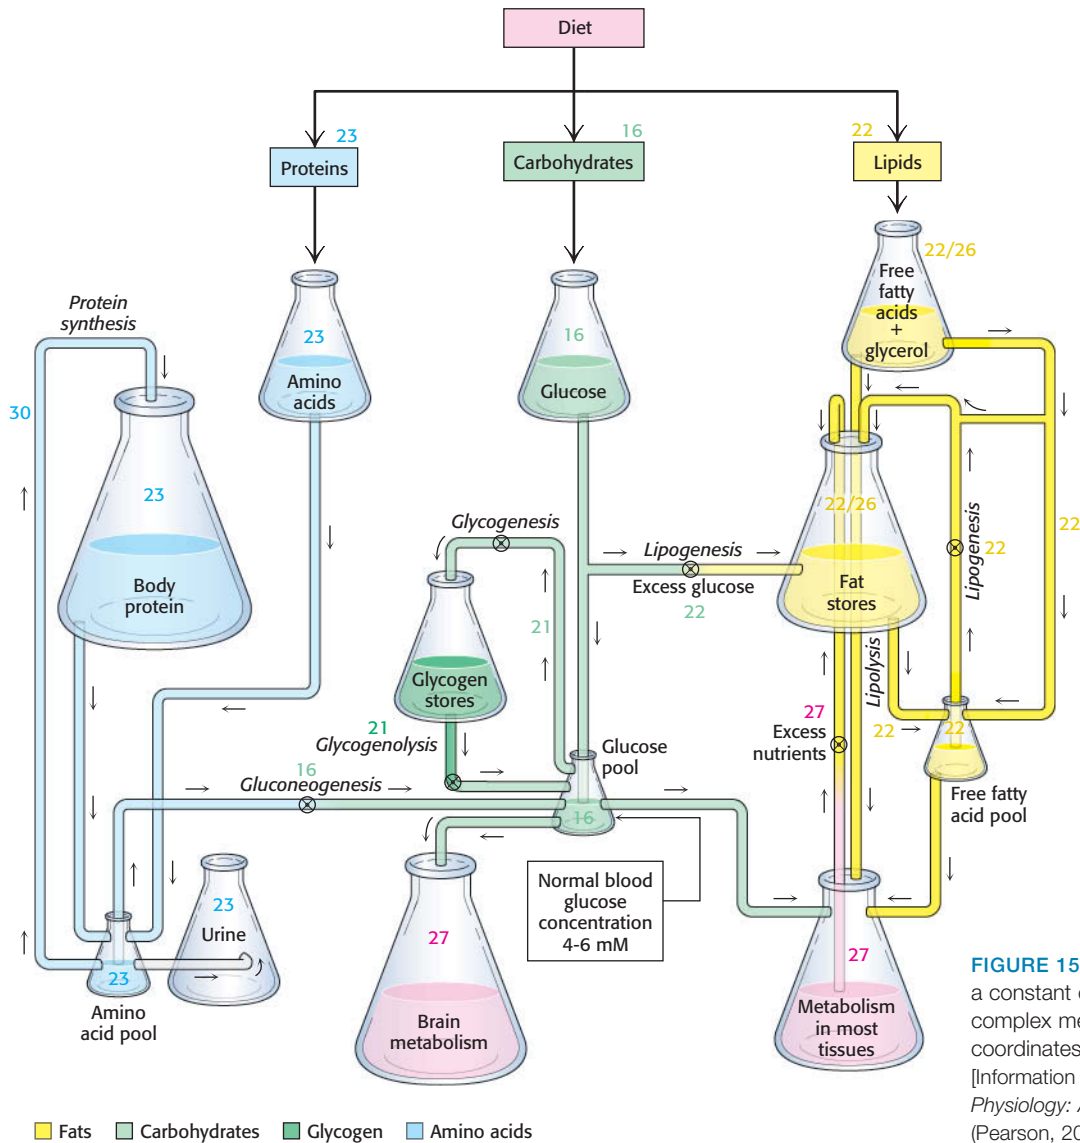 Diet
23
16
22
Proteins
Carbohydrates
Lipids
22/26
Free
fatty
acids
+
glycerol
Protein
synthesis
23
Amino
acids
16
Glucose
30
23
Body
protein
Glycogenesis
21
Lipogenesis
Excess glucose
22
22/26
Fat
stores
Lipogenesis
22
22
Glycogen
stores
21
Glycogenolysis
Glucose
pool
27
Excess
nutrients
Lipolysis
22
22
Free fatty
acid pool
16
Gluconeogenesis
16
Normal blood
glucose
concentration
4-6 mM
23
Urine
23
Amino
acid pool
27
Brain
metabolism
27
Metabolism
in most
tissues
FIGURE 15
a constant
complex me
coordinates
[Information
Physiology:
(Pearson, 20
Fats
Carbohydrates
Glycogen
Amino acids